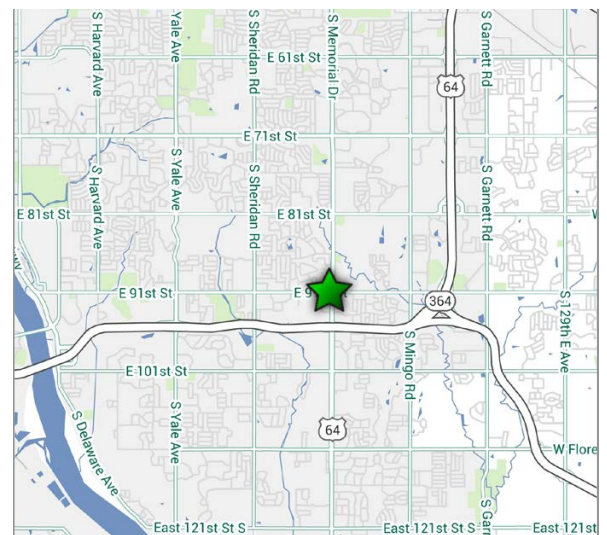 S Harvard Ave
S Yale Ave
S Sheridan Rd
S Memorial Dr
S Garnett Rd
E 61st St
64
E 71st St
S Harvard Ave
S Yale Ave
S Sheridan Rd
S Garnett Rd
E 81st St
E 81st St
E 91st St
E 9
364
S 129th E Ave
S Mingo Rd
E 101st St
S Delaware Ave
S Yale Ave
64
W Flore
S Garr
East 121st St S
East 121st St S
East 121st